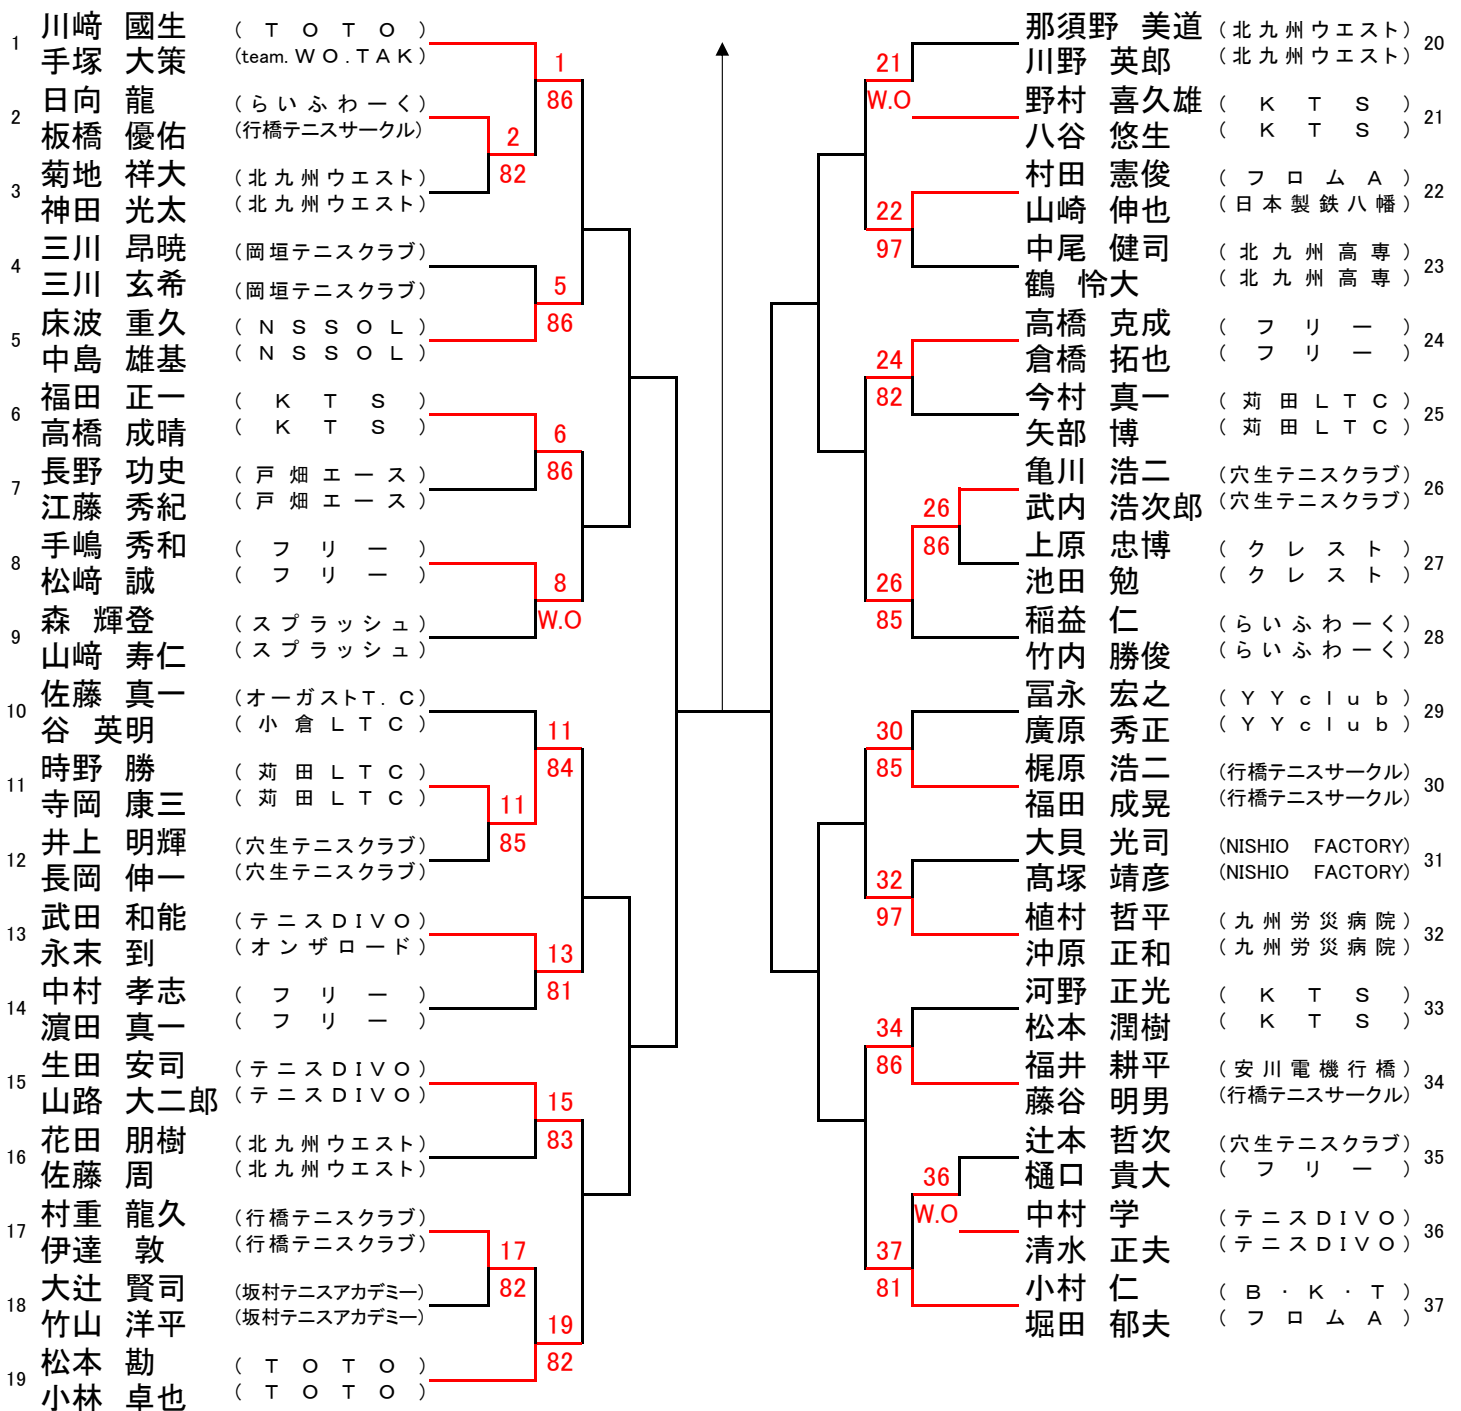 1 川﨑 國生 (TOTO)
手塚 大策 (team.WO.TAK)
2 日向 龍 (らいふわーく)
板橋 優佑 (行橋テニスサークル)
3 菊地 祥大 (北九州ウエスト)
神田 光太 (北九州ウエスト)
4 三川 昂暁 (岡垣テニスクラブ)
三川 玄希 (岡垣テニスクラブ)
5 床波 重久 (NSSOL)
中島 雄基 (NSSOL)
6 福田 正一 (KTS)
高橋 成晴 (KTS)
7 長野 功史 (戸畑エース)
江藤 秀紀 (戸畑エース)
8 手嶋 秀和 (フリー)
松﨑 誠 (フリー)
9 森 輝登 (スプラッシュ)
山﨑 寿仁 (スプラッシュ)
10 佐藤 真一 (オーガストT.C)
谷 英明 (小倉LTC)
11 時野 勝 (苅田LTC)
寺岡 康三 (苅田LTC)
12 井上 明輝 (穴生テニスクラブ)
長岡 伸一 (穴生テニスクラブ)
13 武田 和能 (テニスDIVO)
永末 到 (オンザロード)
14 中村 孝志 (フリー)
濵田 真一 (フリー)
15 生田 安司 (テニスDIVO)
山路 大二郎 (テニスDIVO)
16 花田 朋樹 (北九州ウエスト)
佐藤 周 (北九州ウエスト)
17 村重 龍久 (行橋テニスクラブ)
伊達 敦 (行橋テニスクラブ)
18 大辻 賢司 (坂村テニスアカデミー)
竹山 洋平 (坂村テニスアカデミー)
19 松本 勘 (TOTO)
小林 卓也 (TOTO)
1
86
2
82
5
86
6
86
8
W.O
11
84
11
85
13
81
15
83
17
82
19
82
21
W.O
22
97
24
82
26
86
26
85
30
85
32
97
34
86
36
W.O
37
81
那須野 美道 (北九州ウエスト) 20
川野 英郎 (北九州ウエスト)
野村 喜久雄 (KTS) 21
八谷 悠生 (KTS)
村田 憲俊 (フロムA) 22
山崎 伸也 (日本製鉄八幡)
中尾 健司 (北九州高専) 23
鶴 怜大 (北九州高専)
高橋 克成 (フリー) 24
倉橋 拓也 (フリー)
今村 真一 (苅田LTC) 25
矢部 博 (苅田LTC)
亀川 浩二 (穴生テニスクラブ) 26
武内 浩次郎 (穴生テニスクラブ)
上原 忠博 (クレスト) 27
池田 勉 (クレスト)
稲益 仁 (らいふわーく) 28
竹内 勝俊 (らいふわーく)
冨永 宏之 (YYclub) 29
廣原 秀正 (YYclub)
梶原 浩二 (行橋テニスサークル) 30
福田 成晃 (行橋テニスサークル)
大貝 光司 (NISHIO FACTORY) 31
髙塚 靖彦 (NISHIO FACTORY)
植村 哲平 (九州労災病院) 32
沖原 正和 (九州労災病院)
河野 正光 (KTS) 33
松本 潤樹 (KTS)
福井 耕平 (安川電機行橋) 34
藤谷 明男 (行橋テニスサークル)
辻本 哲次 (穴生テニスクラブ) 35
樋口 貴大 (フリー)
中村 学 (テニスDIVO) 36
清水 正夫 (テニスDIVO)
小村 仁 (B・K・T) 37
堀田 郁夫 (フロムA)